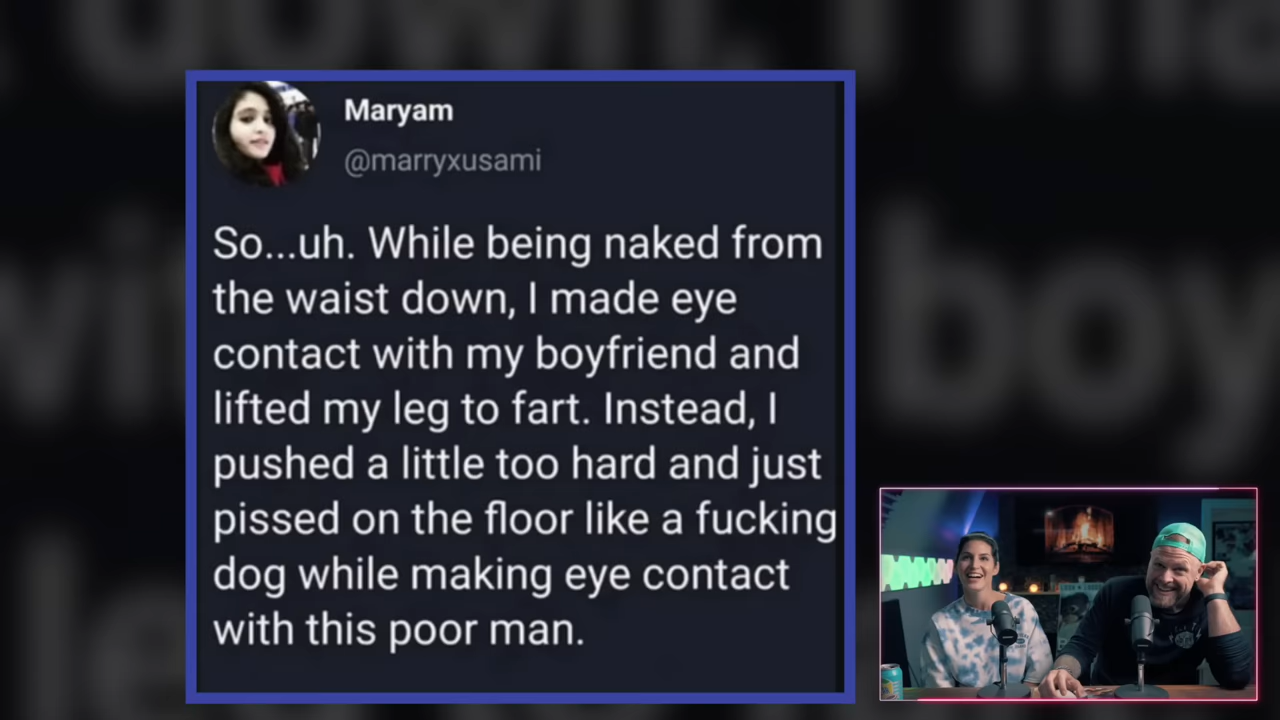 Maryam
@marryxusami
So...uh. While being naked from
the waist down, I made eye
contact with my boyfriend and
lifted my leg to fart. Instead, I
pushed a little too hard and just
pissed on the floor like a fucking
dog while making eye contact
with this poor man.